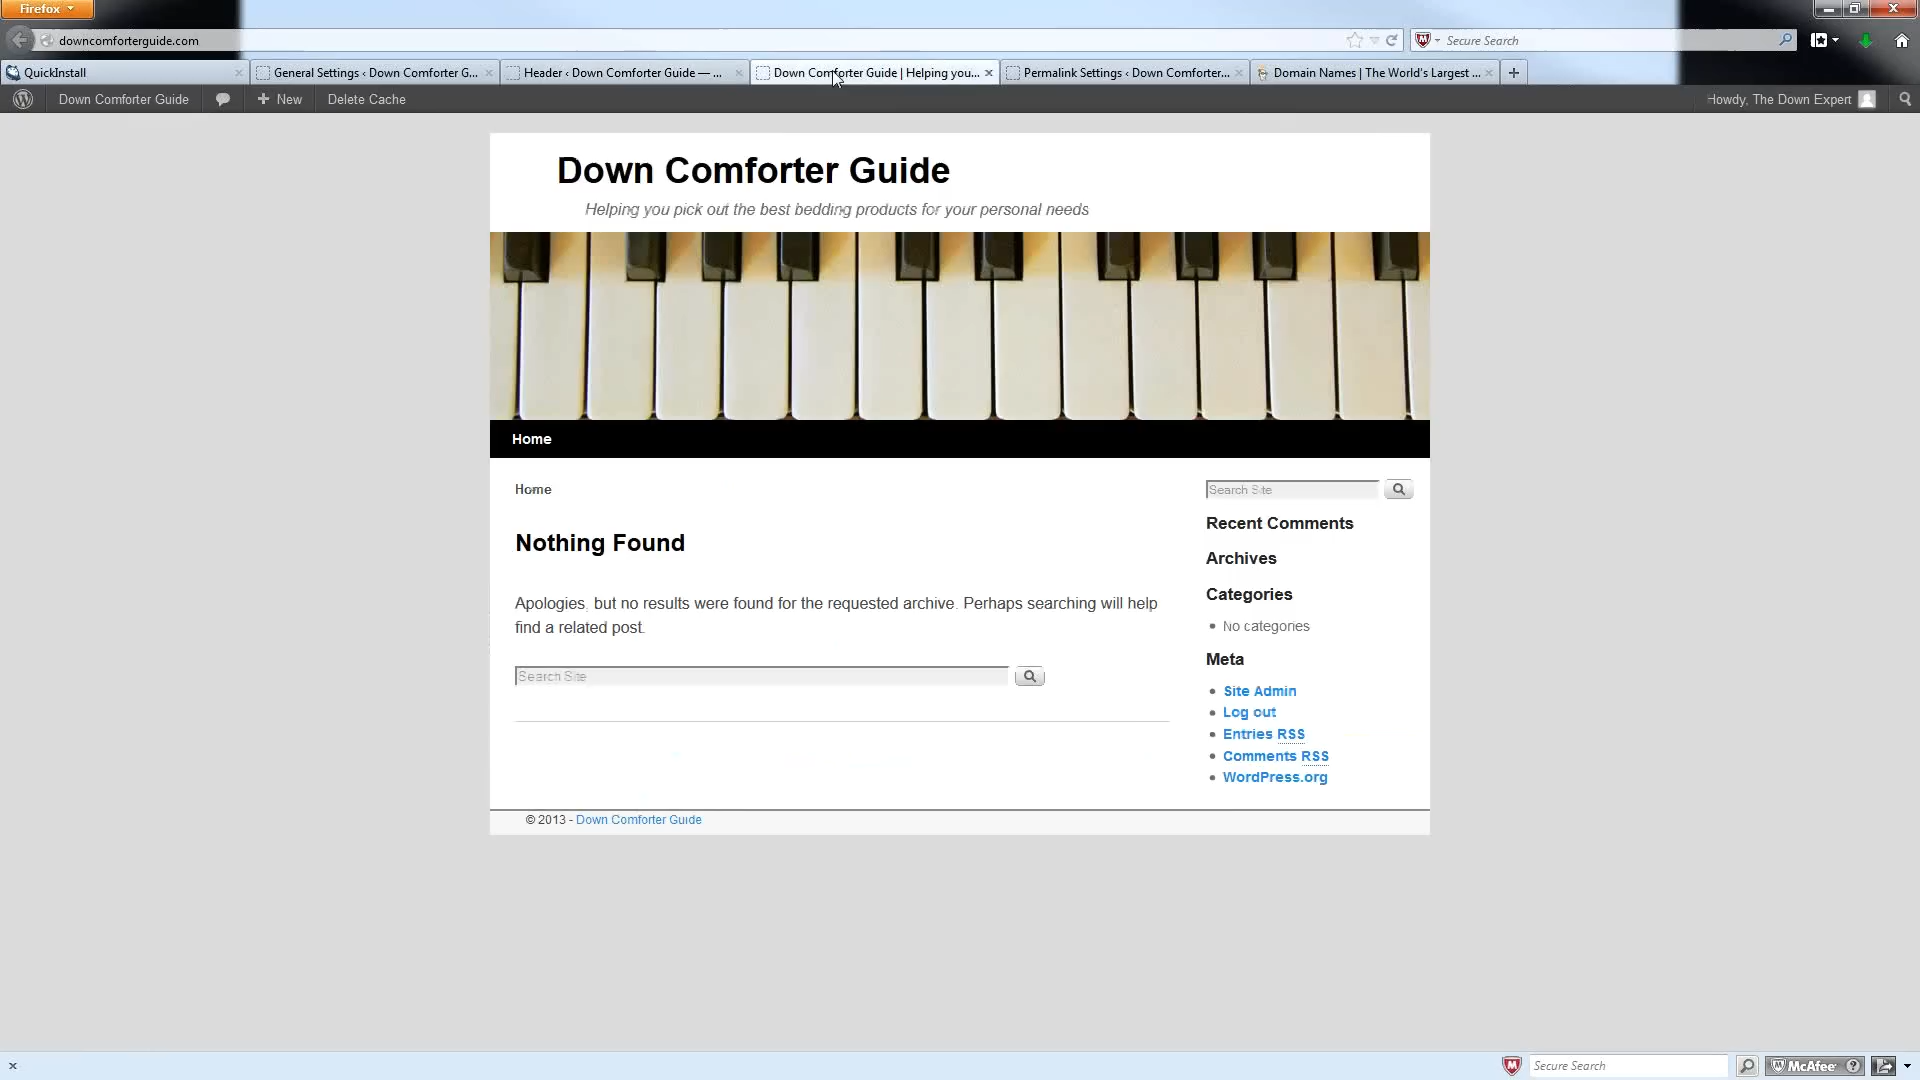 Firefox
downcomforterguide.com
Secure Search
QuickInstall
General Settings ‹ Down Comforter G...
Header ‹ Down Comforter Guide — ...
Down Comforter Guide | Helping you...
Permalink Settings ‹ Down Comforter...
Domain Names | The World's Largest ...
Down Comforter Guide
New
Delete Cache
Howdy, The Down Expert
Down Comforter Guide
Helping you pick out the best bedding products for your personal needs
Home
Home
Nothing Found
Apologies, but no results were found for the requested archive. Perhaps searching will help
find a related post.
Search Site
Search Site
Recent Comments
Archives
Categories
No categories
Meta
Site Admin
Log out
Entries RSS
Comments RSS
WordPress.org
© 2013 - Down Comforter Guide
Secure Search
McAfee